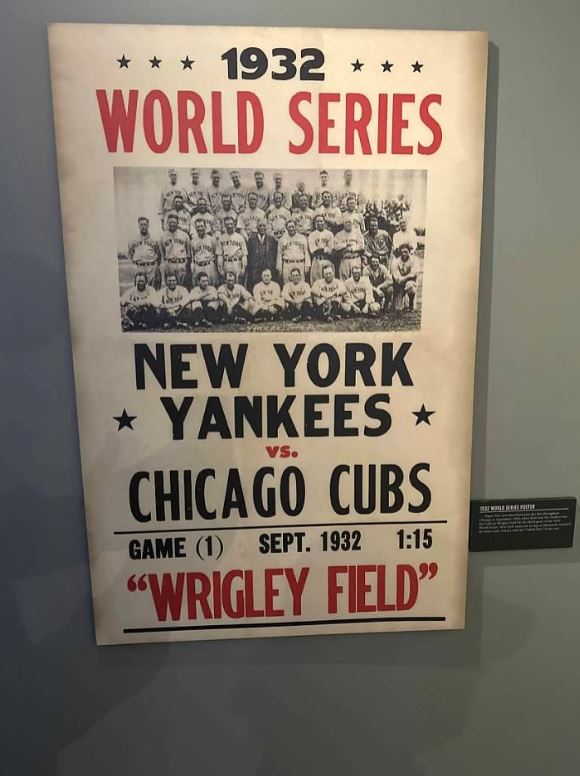 ★ ★ ★ 1932 ★ ★ ★
WORLD SERIES
NEW YORK
★ YANKEES ★
vs.
CHICAGO CUBS
GAME (1) SEPT. 1932 1:15
“WRIGLEY FIELD”
1932 WORLD SERIES POSTER